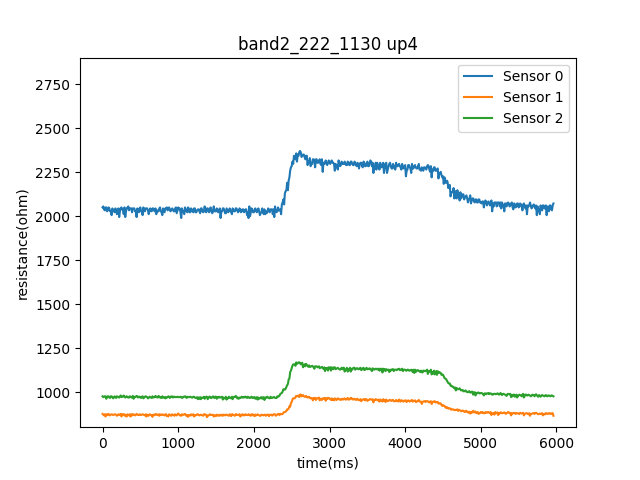 band2_222_1130 up4
Sensor 0
Sensor 1
Sensor 2
resistance(ohm)
2750
2500
2250
2000
1750
1500
1250
1000
0 1000 2000 3000 4000 5000 6000
time(ms)